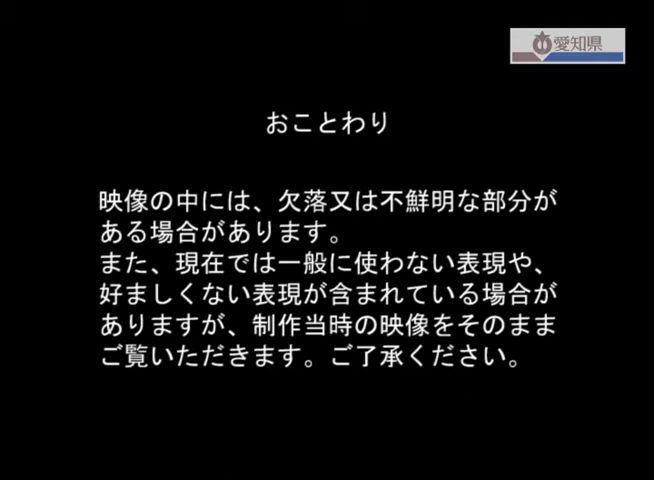 愛知県
おことわり
映像の中には、欠落又は不鮮明な部分が
ある場合があります。
また、現在では一般に使わない表現や、
好ましくない表現が含まれている場合が
ありますが、制作当時の映像をそのまま
ご覧いただきます。ご了承ください。